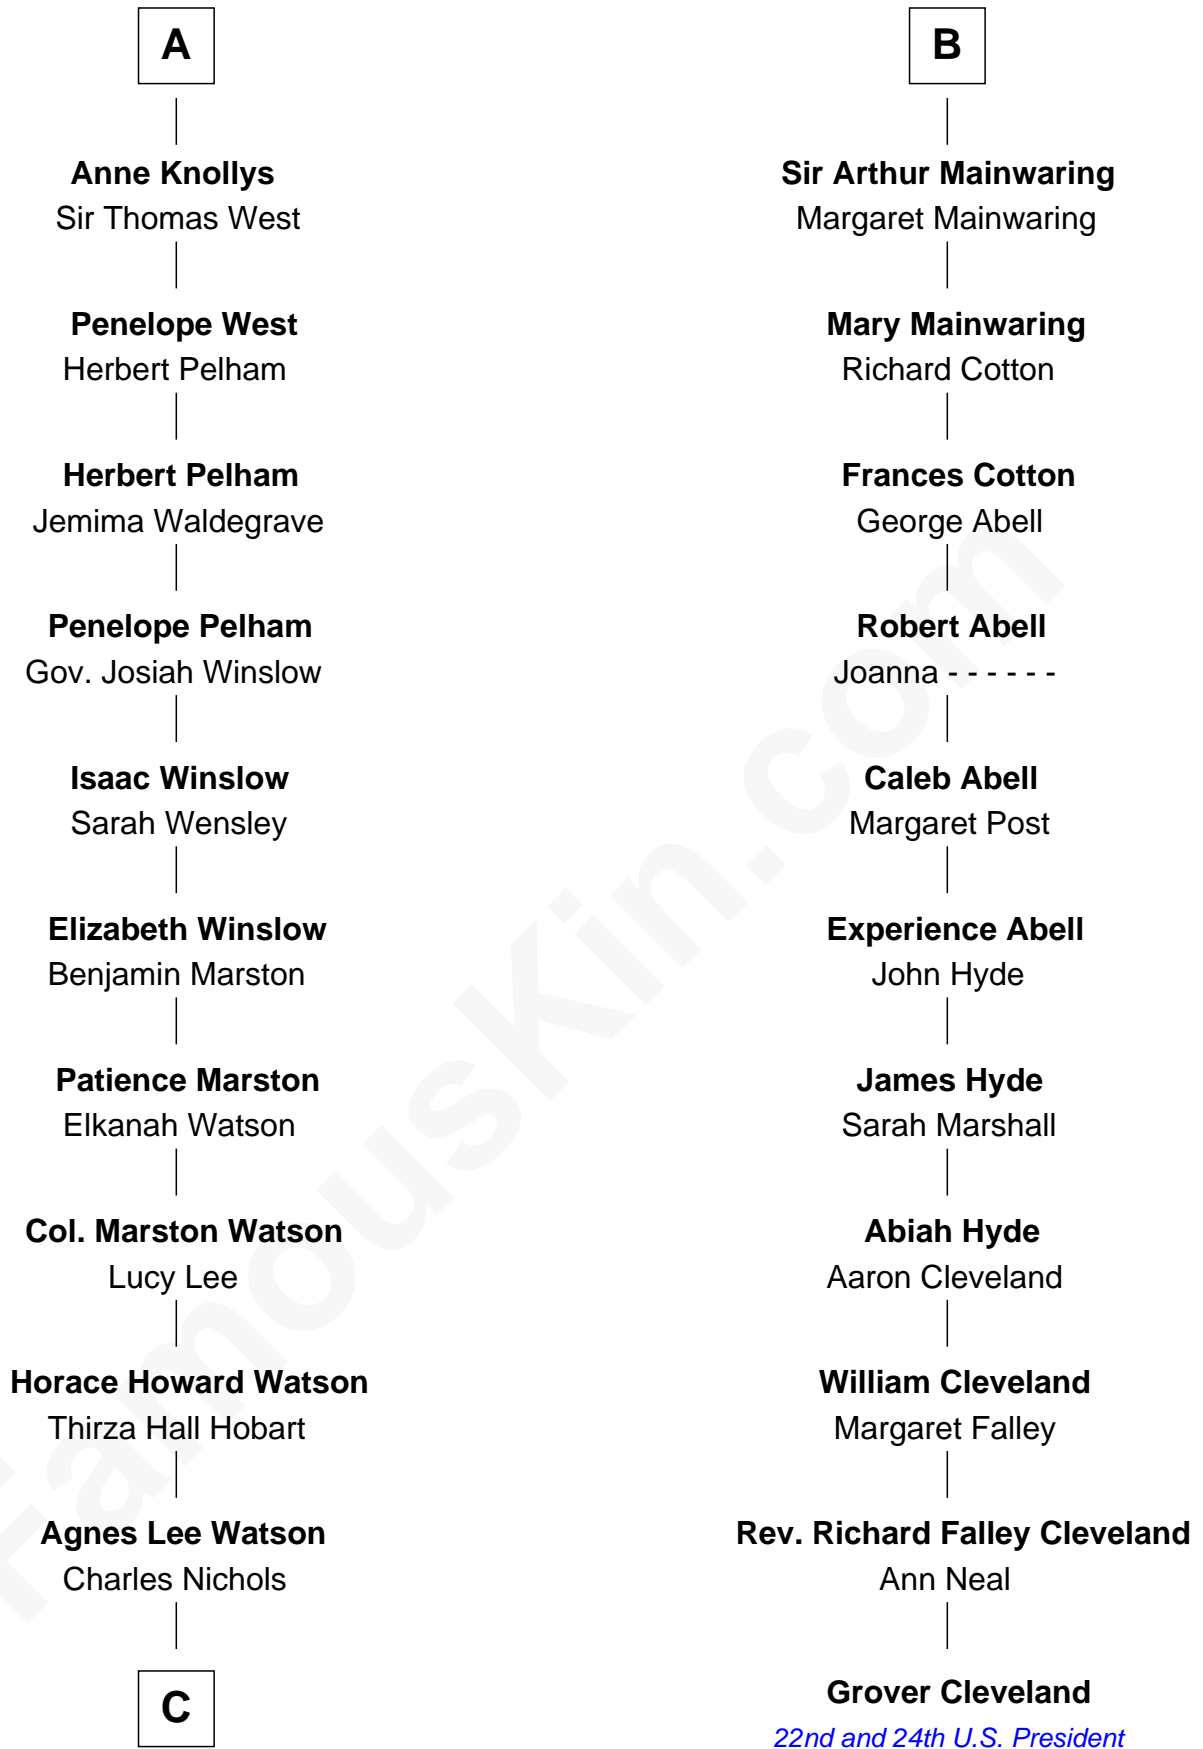 A
Anne Knollys
Sir Thomas West
Penelope West
Herbert Pelham
Herbert Pelham
Jemima Waldegrave
Penelope Pelham
Gov. Josiah Winslow
Isaac Winslow
Sarah Wensley
Elizabeth Winslow
Benjamin Marston
Patience Marston
Elkanah Watson
Col. Marston Watson
Lucy Lee
Horace Howard Watson
Thirza Hall Hobart
Agnes Lee Watson
Charles Nichols
C
B
Sir Arthur Mainwaring
Margaret Mainwaring
Mary Mainwaring
Richard Cotton
Frances Cotton
George Abell
Robert Abell
Joanna - - - - - -
Caleb Abell
Margaret Post
Experience Abell
John Hyde
James Hyde
Sarah Marshall
Abiah Hyde
Aaron Cleveland
William Cleveland
Margaret Falley
Rev. Richard Falley Cleveland
Ann Neal
Grover Cleveland
22nd and 24th U.S. President
FamousKin.com